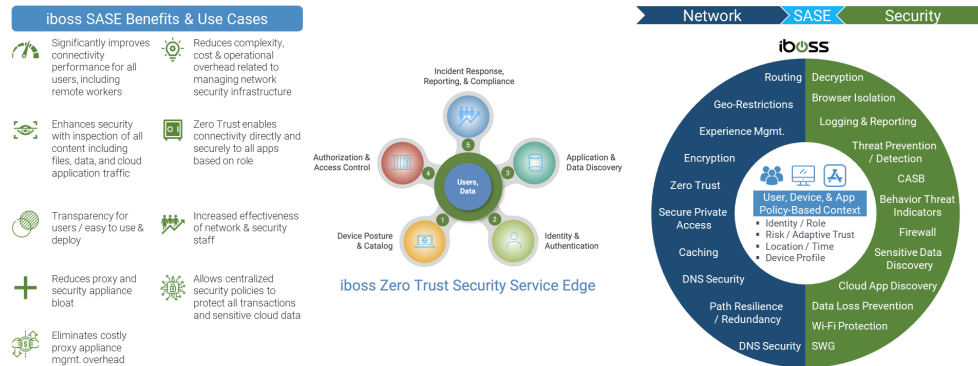 iboss SASE Benefits & Use Cases
Significantly improves
connectivity
performance for all
users, including
remote workers
Reduces complexity,
cost & operational
overhead related to
managing network
security infrastructure
Enhances security
with inspection of all
content including
files, data, and cloud
application traffic
Zero Trust enables
connectivity directly and
securely to all apps
based on role
Transparency for
users / easy to use &
deploy
Increased effectiveness
of network & security
staff
Reduces proxy and
security appliance
bloat
Allows centralized
security policies to
protect all transactions
and sensitive cloud data
Eliminates costly
proxy appliance
mgmt. overhead
Incident Response,
Reporting, & Compliance
5
Authorization &
Access Control
4
3
Application &
Data Discovery
Users,
Data
Device Posture
& Catalog
1
2
Identity &
Authentication
iboss Zero Trust Security Service Edge
Network
SASE
Security
iboss
Routing
Geo-Restrictions
Experience Mgmt.
Encryption
Zero Trust
Secure Private
Access
Caching
DNS Security
Path Resilience
/ Redundancy
DNS Security
User, Device, & App
Policy-Based Context
▪ Identity / Role
▪ Risk / Adaptive Trust
▪ Location / Time
▪ Device Profile
Decryption
Browser Isolation
Logging & Reporting
Threat Prevention
/ Detection
CASB
Behavior Threat
Indicators
Firewall
Sensitive Data
Discovery
Cloud App Discovery
Data Loss Prevention
Wi-Fi Protection
SWG